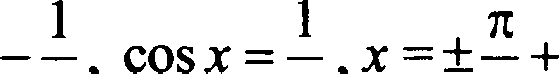 − 1, cos x = 1, x = ± π +